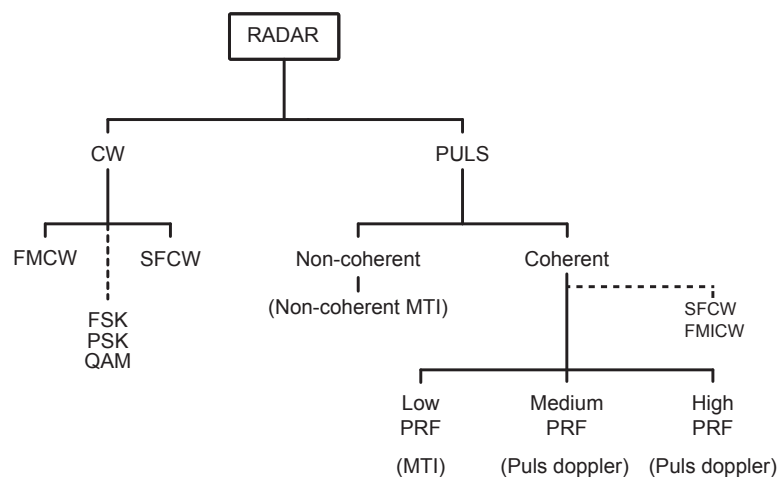 RADAR
CW
PULS
FMCW
SFCW
Non-coherent
Coherent
(Non-coherent MTI)
SFCW
FMICW
FSK
PSK
QAM
Low
PRF
Medium
PRF
High
PRF
(MTI)
(Puls doppler)
(Puls doppler)